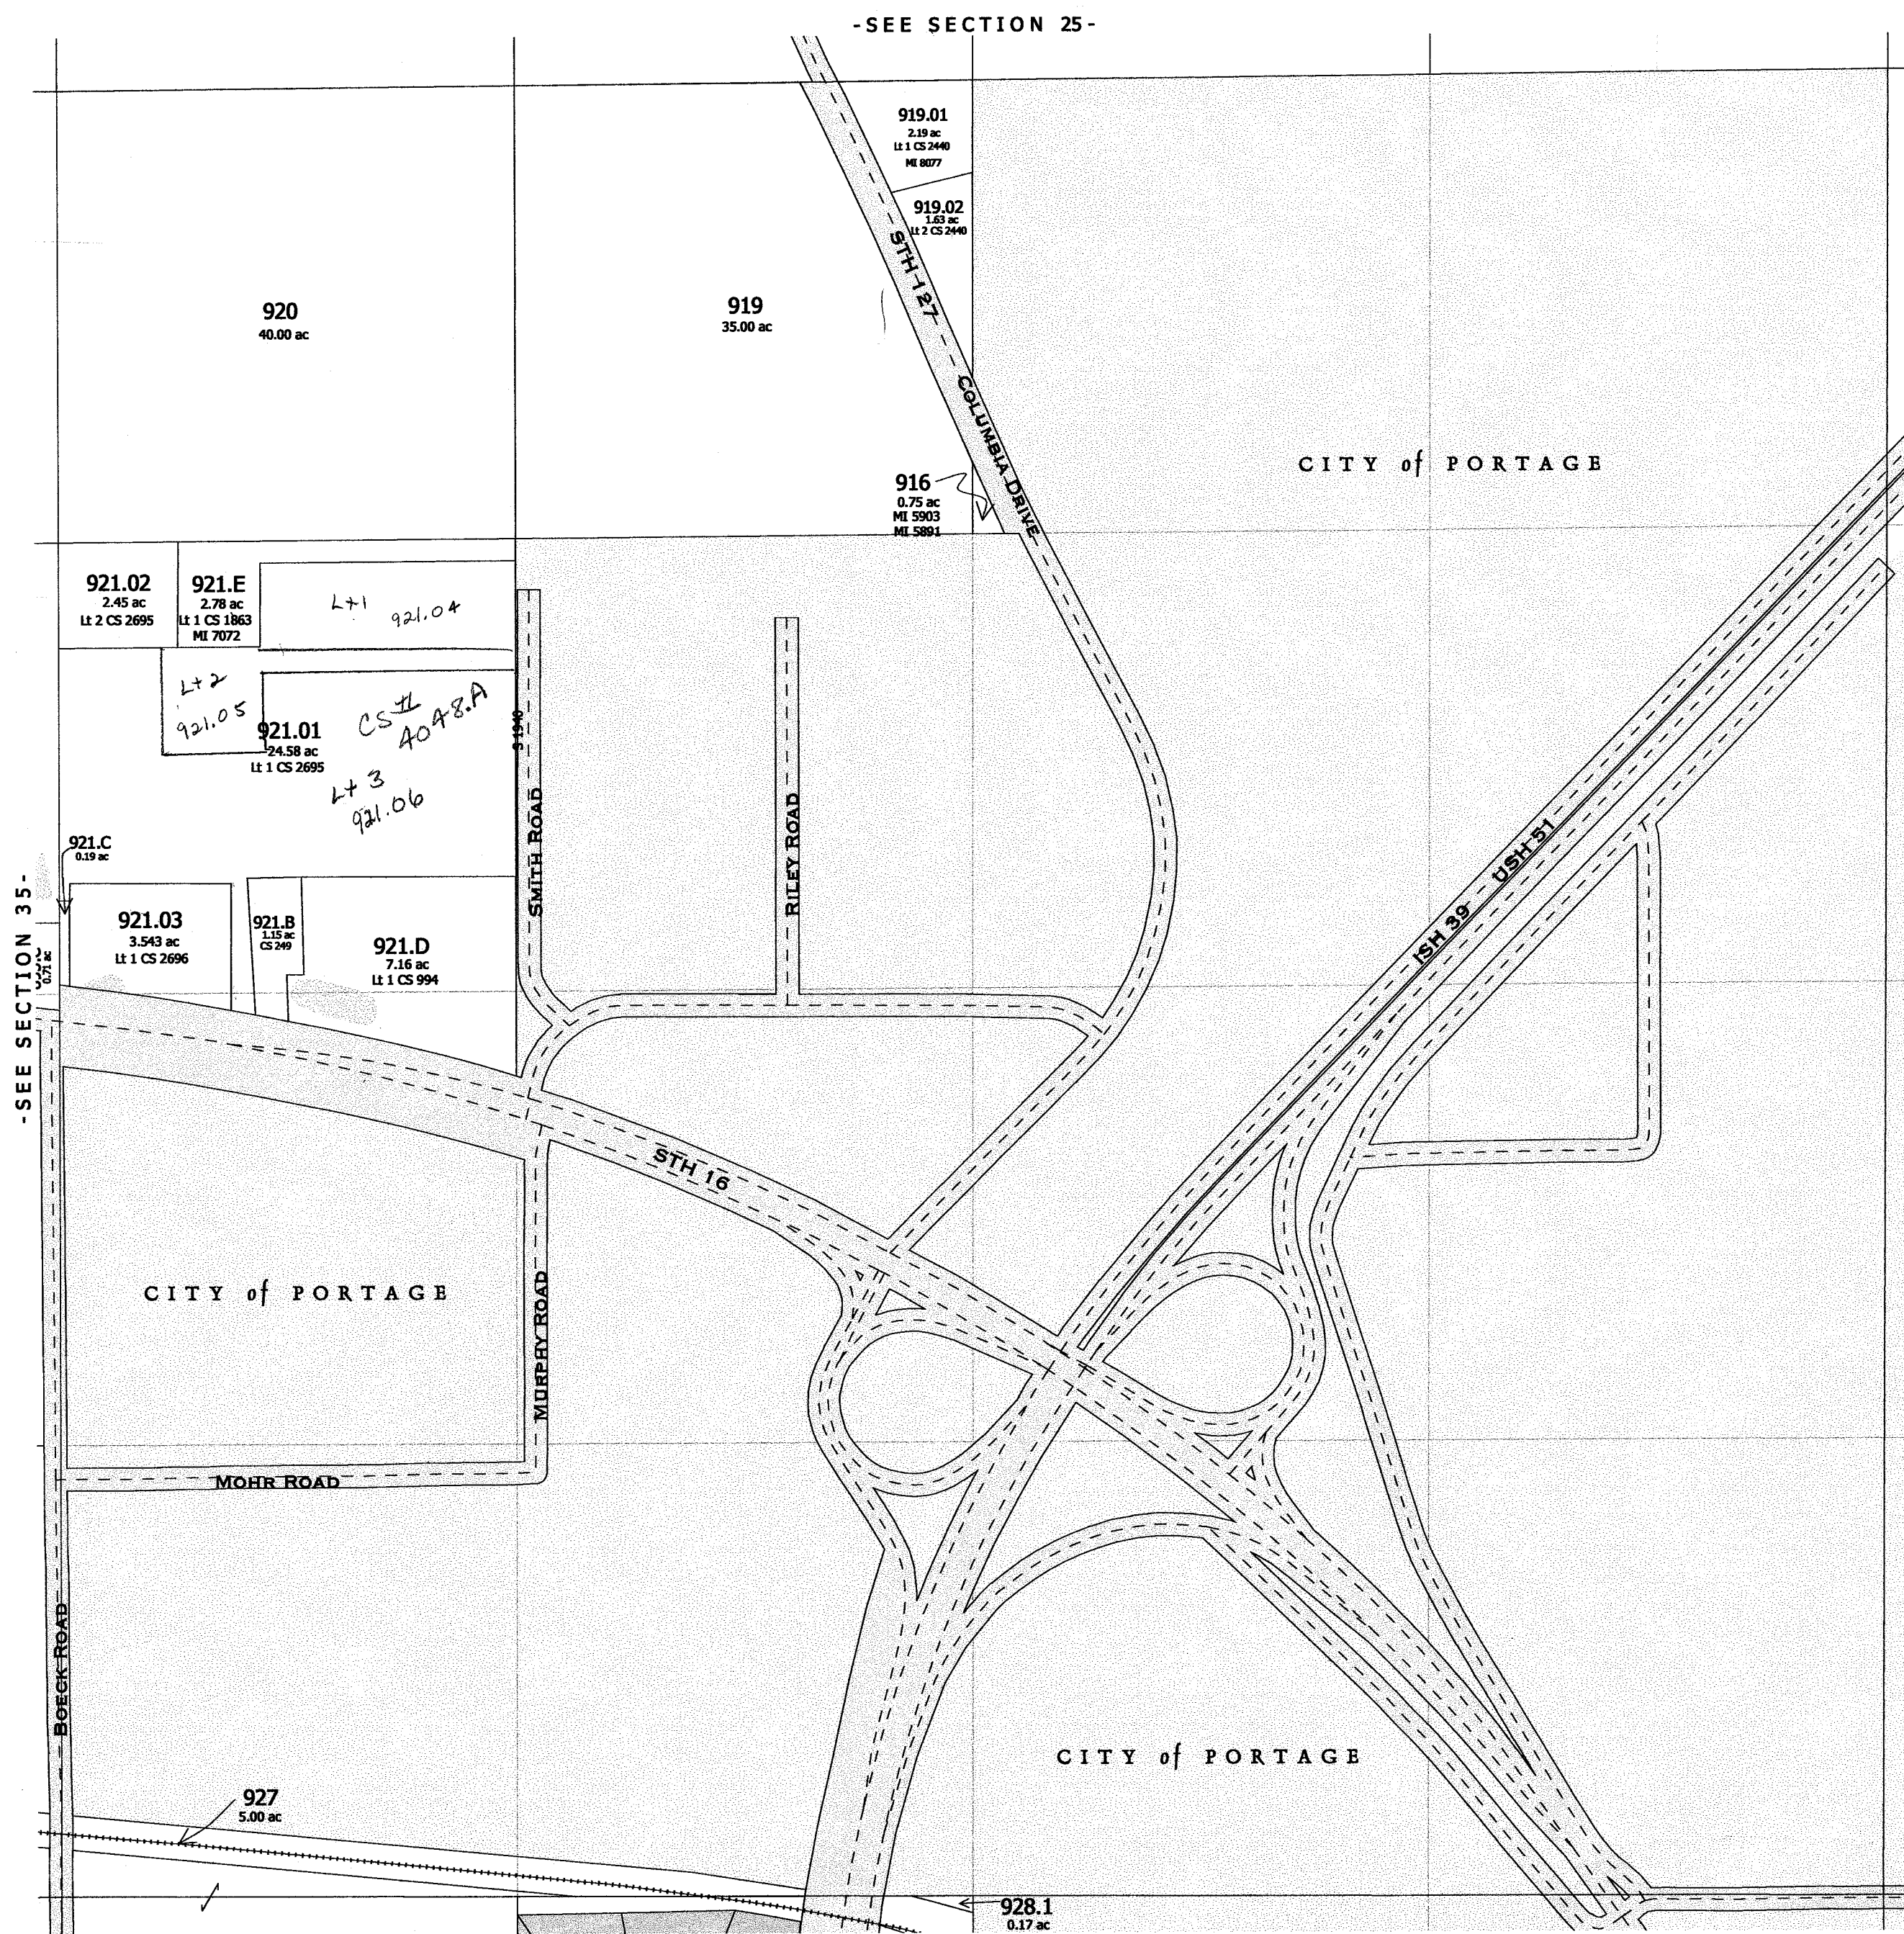 -SEE SECTION 25-
919.01
2.19 ac
Lt 1 CS 2440
MI 8077
919.02
1.63 ac
Lt 2 CS 2440
STH 127
COLUMBIA DRIVE
920
40.00 ac
919
35.00 ac
CITY of PORTAGE
916
0.75 ac
MI 5903
MI 5891
921.02
2.45 ac
Lt 2 CS 2695
921.E
2.78 ac
Lt 1 CS 1863
MI 7072
Lt 1 921.04
Lt 2
921.05
921.01
24.58 ac
Lt 1 CS 2695
CS #
4048.A
Lt 3
921.06
SMITH ROAD
RILEY ROAD
921.C
0.19 ac
-SEE SECTION 35-
0.71 ac
921.03
3.543 ac
Lt 1 CS 2696
921.B
1.15 ac
CS 249
921.D
7.16 ac
Lt 1 CS 994
ISH 39
USH 51
STH 16
CITY of PORTAGE
MURPHY ROAD
MOHR ROAD
BOECK ROAD
CITY of PORTAGE
927
5.00 ac
928.1
0.17 ac